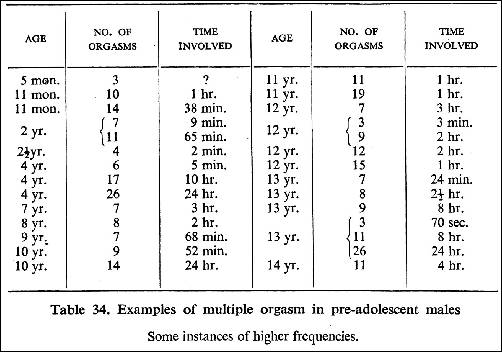 AGE NO. OF ORGASMS TIME INVOLVED AGE NO. OF ORGASMS TIME INVOLVED
5 mon. 3 ? 11 yr. 11 1 hr.
11 mon. 10 1 hr. 11 yr. 19 1 hr.
11 mon. 14 38 min. 12 yr. 7 3 hr.
2 yr. { 7 9 min. 12 yr. { 3 3 min.
11 65 min. 9 2 hr.
2½yr. 4 2 min. 12 yr. 12 2 hr.
4 yr. 6 5 min. 12 yr. 15 1 hr.
4 yr. 17 10 hr. 13 yr. 7 24 min.
4 yr. 26 24 hr. 13 yr. 8 2½ hr.
7 yr. 7 3 hr. 13 yr. 9 8 hr.
8 yr. 8 2 hr. { 3 70 sec.
9 yr. 7 68 min. 13 yr. 11 8 hr.
10 yr. 9 52 min. 26 24 hr.
10 yr. 14 24 hr. 14 yr. 11 4 hr.
Table 34. Examples of multiple orgasm in pre-adolescent males
Some instances of higher frequencies.